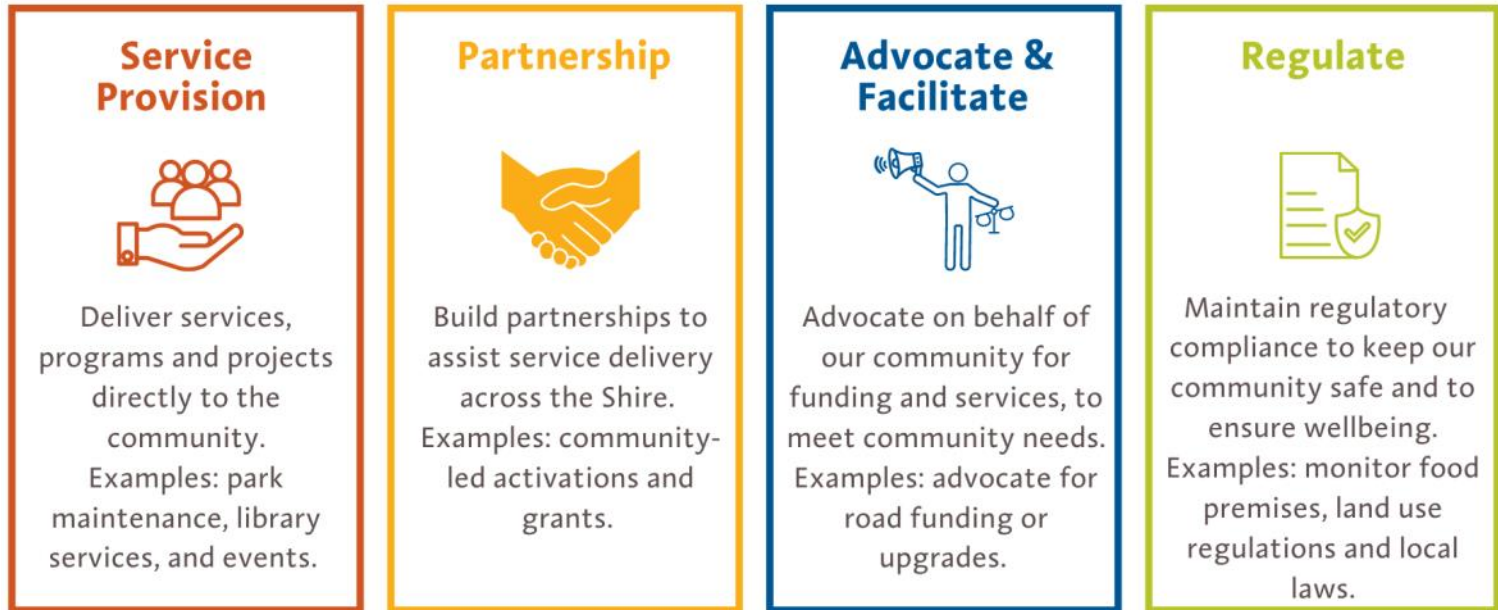 Service
Provision
Deliver services,
programs and projects
directly to the
community.
Examples: park
maintenance, library
services, and events.
Partnership
Build partnerships to
assist service delivery
across the Shire.
Examples: community-
led activations and
grants.
Advocate &
Facilitate
Advocate on behalf of
our community for
funding and services, to
meet community needs.
Examples: advocate for
road funding or
upgrades.
Regulate
Maintain regulatory
compliance to keep our
community safe and to
ensure wellbeing.
Examples: monitor food
premises, land use
regulations and local
laws.